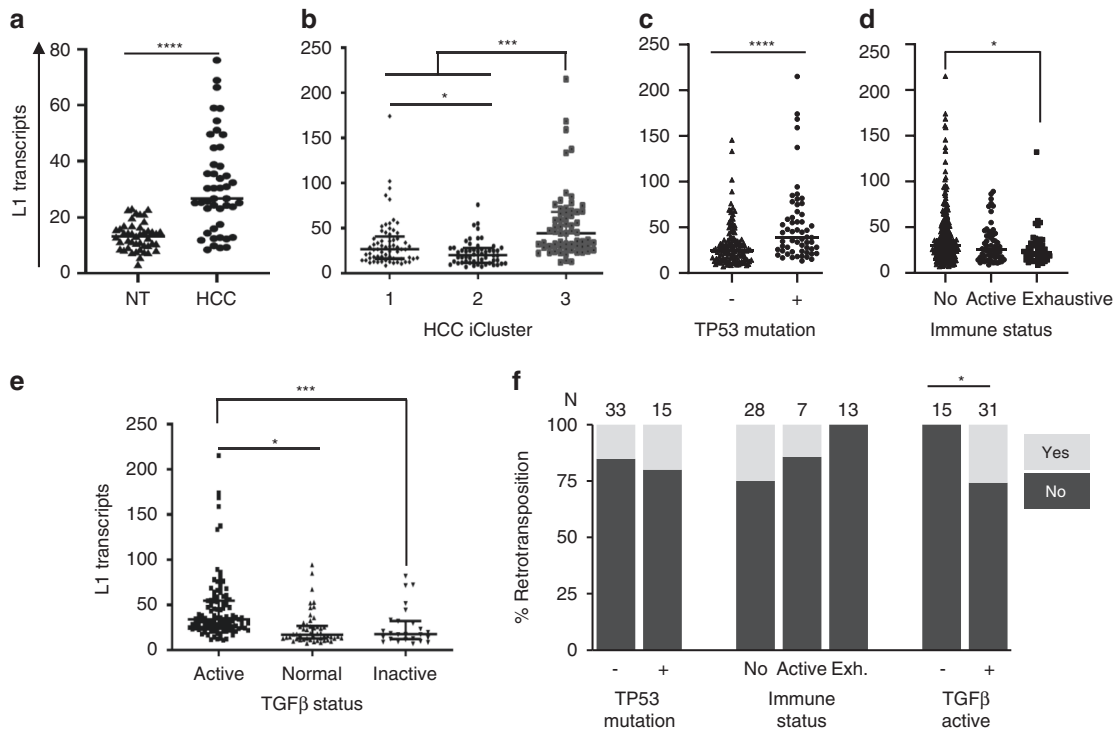 a
****
80
60
40
20
0
L1 transcripts
NT HCC
b
***
*
250
200
150
100
50
0
1 2 3
HCC iCluster
c
****
250
200
150
100
50
0
- +
TP53 mutation
d
*
250
200
150
100
50
0
No Active Exhaustive
Immune status
e
***
*
250
200
150
100
50
0
L1 transcripts
Active Normal Inactive
TGFβ status
f
*
N 33 15 28 7 13 15 31
100
75
50
25
0
% Retrotransposition
Yes
No
- + No Active Exh. - +
TP53 Immune TGFβ
mutation status active